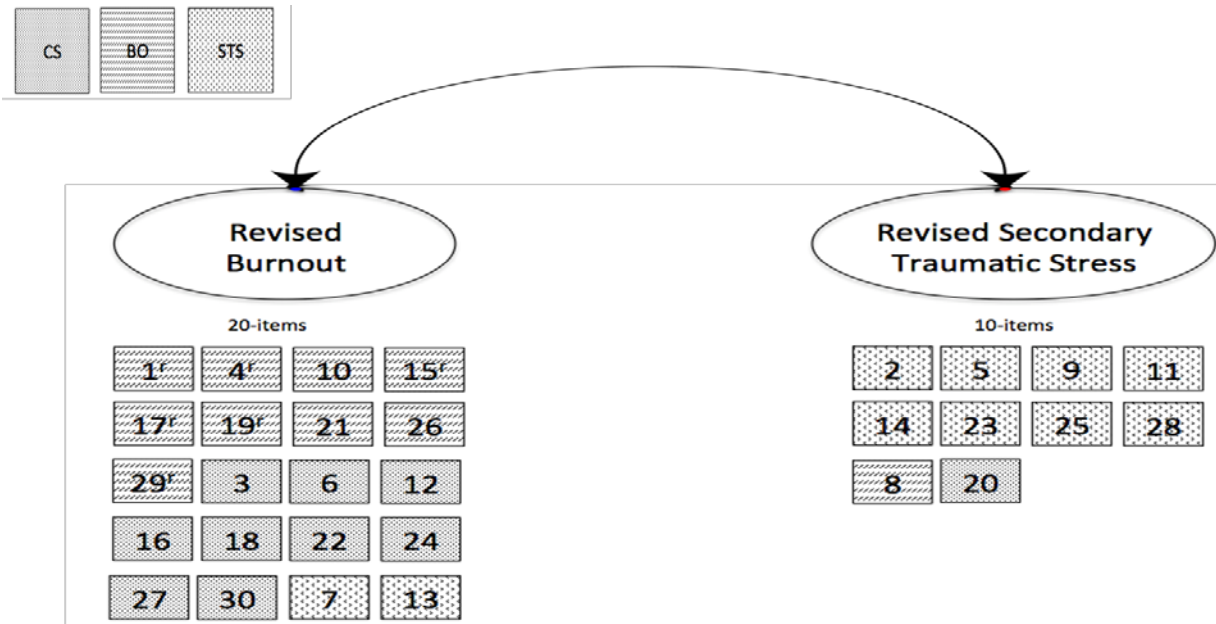 CS BO STS
Revised
Burnout
Revised Secondary
Traumatic Stress
20-items
10-items
1r 4r 10 15r
17r 19r 21 26
29r 3 6 12
16 18 22 24
27 30 7 13
2 5 9 11
14 23 25 28
8 20